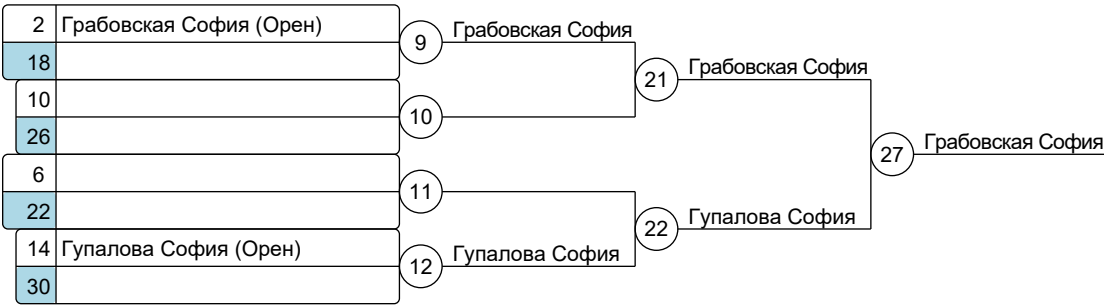 2 Грабовская София (Орен)
9 Грабовская София
18
21 Грабовская София
10
10
26
27 Грабовская София
6
11
22
22 Гупалова София
14 Гупалова София (Орен)
12 Гупалова София
30